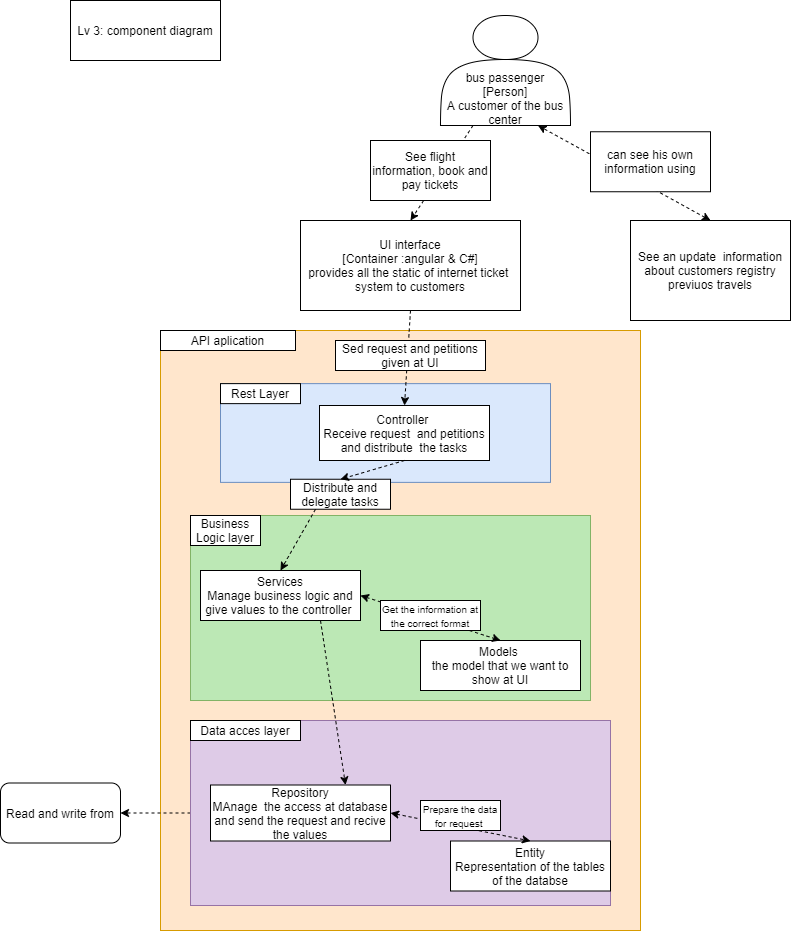 Lv 3: component diagram
bus passenger
[Person]
A customer of the bus
center
See flight
information, book and
pay tickets
can see his own
information using
UI interface
[Container :angular & C#]
provides all the static of internet ticket
system to customers
See an update  information
about customers registry
previuos travels
API aplication
Sed request and petitions
given at UI
Rest Layer
Controller
Receive request  and petitions
and distribute  the tasks
Distribute and
delegate tasks
Business
Logic layer
Services
Manage business logic and
give values to the controller
Get the information at
the correct format
Models
the model that we want to
show at UI
Data acces layer
Repository
MAnage  the access at database
and send the request and recive
the values
Read and write from
Prepare the data
for request
Entity
Representation of the tables
of the databse